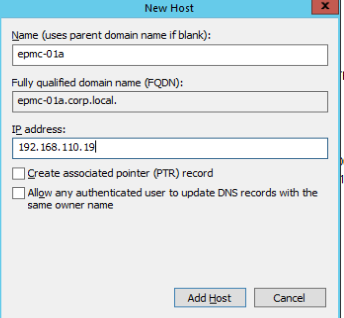 New Host
x
Name (uses parent domain name if blank):
epmc-01a
Fully qualified domain name (FQDN):
epmc-01a.corp.local.
IP address:
192.168.110.19
Create associated pointer (PTR) record
Allow any authenticated user to update DNS records with the
same owner name
Add Host
Cancel